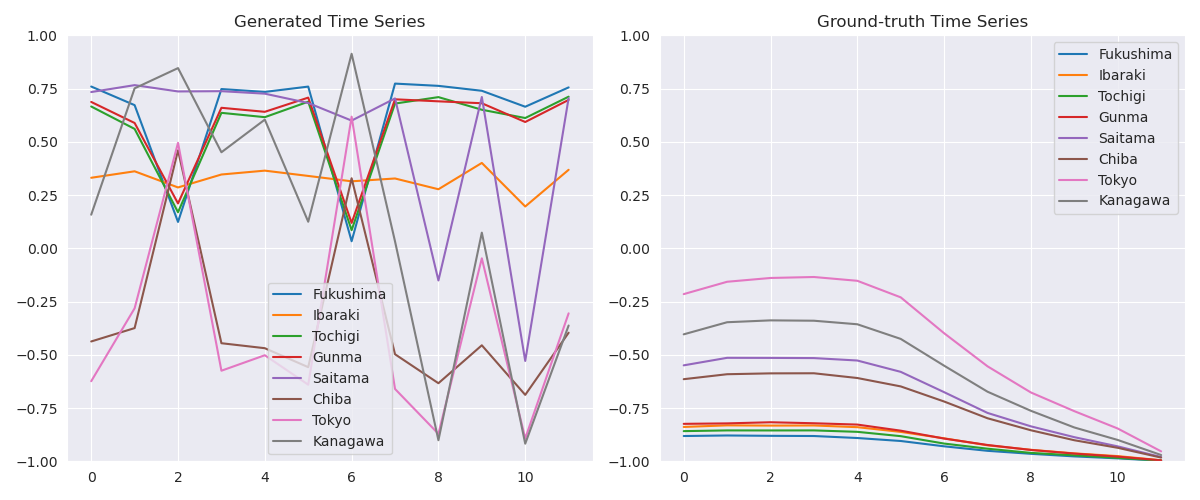 Generated Time Series
1.00
0.75
0.50
0.25
0.00
−0.25
−0.50
−0.75
−1.00
0 2 4 6 8 10
Fukushima
Ibaraki
Tochigi
Gunma
Saitama
Chiba
Tokyo
Kanagawa
Ground-truth Time Series
1.00
0.75
0.50
0.25
0.00
−0.25
−0.50
−0.75
−1.00
0 2 4 6 8 10
Fukushima
Ibaraki
Tochigi
Gunma
Saitama
Chiba
Tokyo
Kanagawa